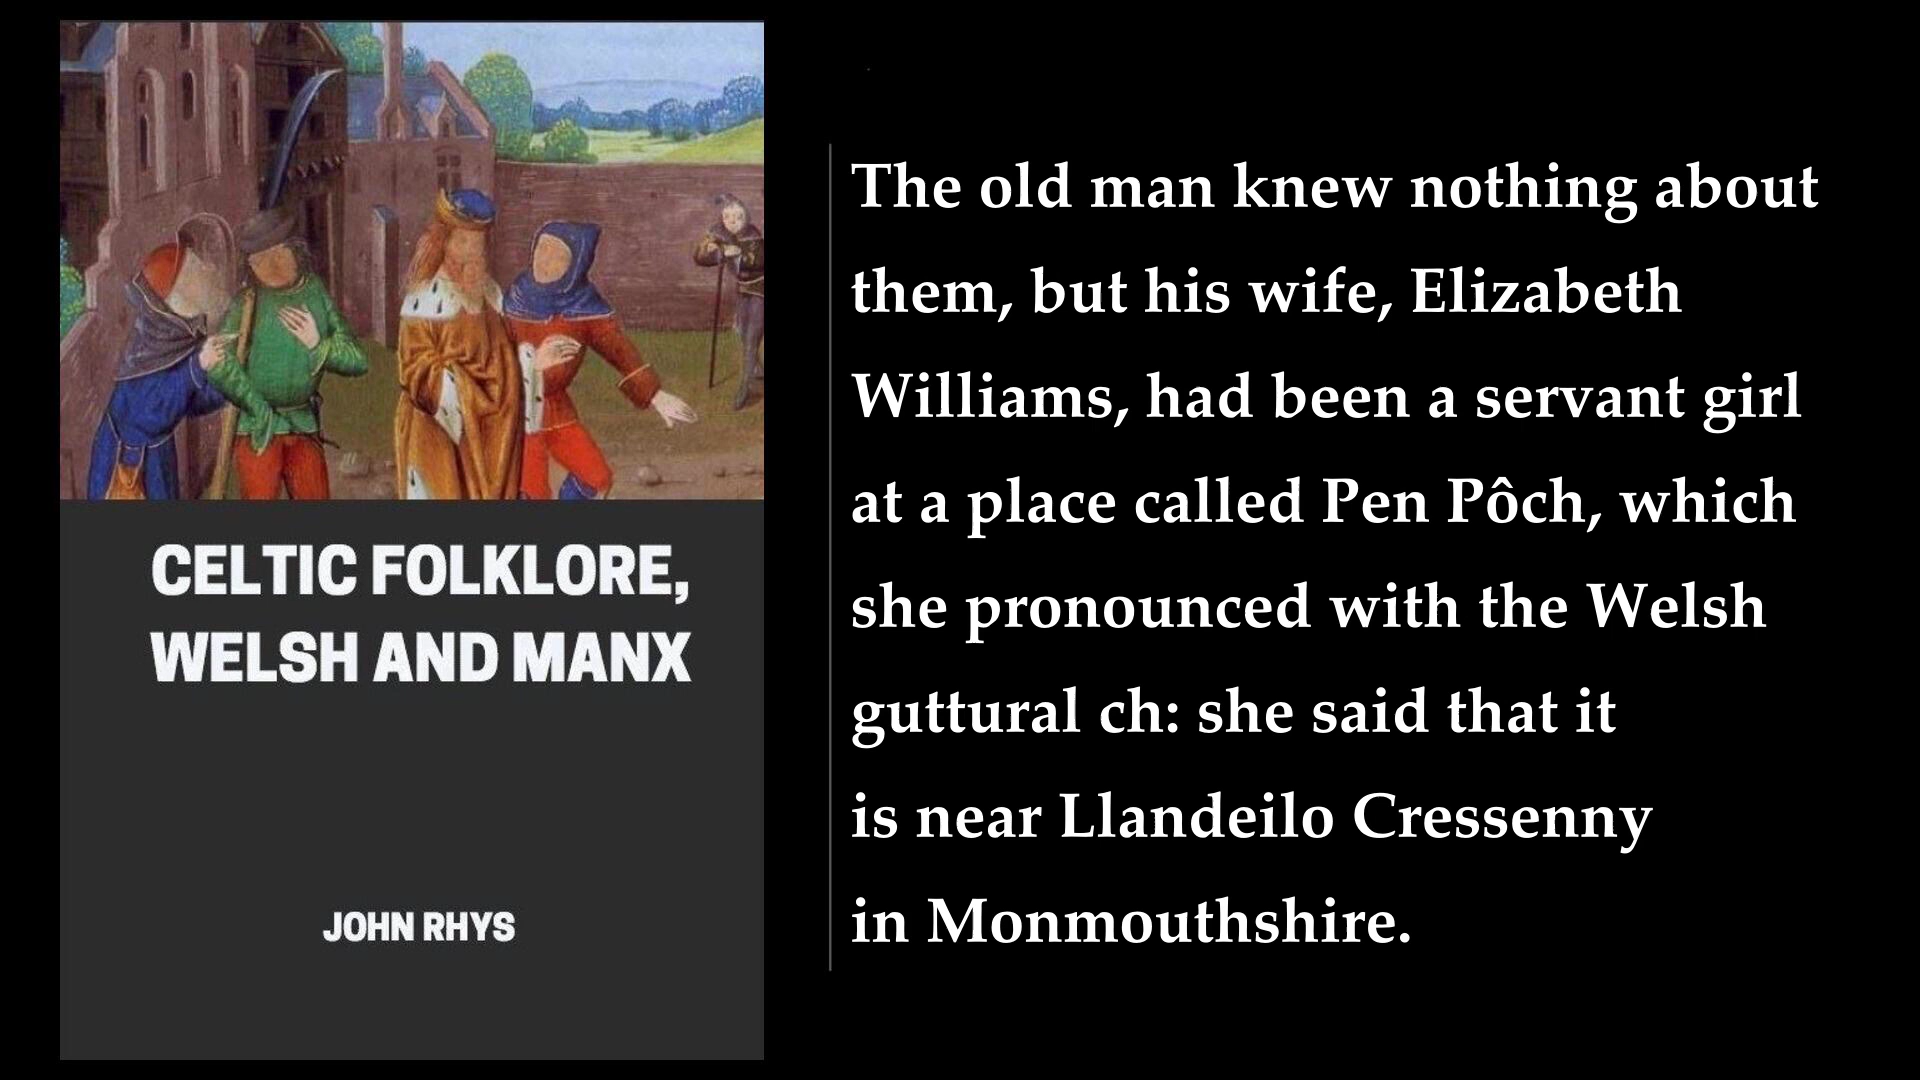 CELTIC FOLKLORE,
WELSH AND MANX
JOHN RHYS
The old man knew nothing about
them, but his wife, Elizabeth
Williams, had been a servant girl
at a place called Pen Pôch, which
she pronounced with the Welsh
guttural ch: she said that it
is near Llandeilo Cressenny
in Monmouthshire.